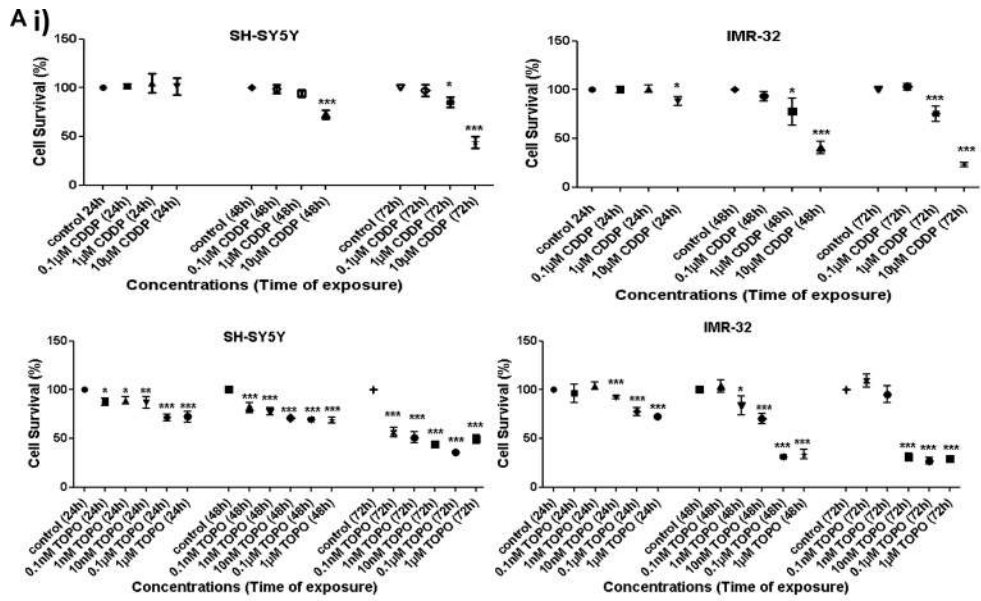 A i)
SH-SY5Y
Cell Survival (%)
150
100
50
0
*
***
***
control 24h
0.1µM CDDP (24h)
1µM CDDP (24h)
10µM CDDP (24h)
control (48h)
0.1µM CDDP (48h)
1µM CDDP (48h)
10µM CDDP (48h)
control (72h)
0.1µM CDDP (72h)
1µM CDDP (72h)
10µM CDDP (72h)
Concentrations (Time of exposure)
IMR-32
Cell Survival (%)
150
100
50
0
* * ***
*** ***
control 24h
0.1µM CDDP (24h)
1µM CDDP (24h)
10µM CDDP (24h)
control (48h)
0.1µM CDDP (48h)
1µM CDDP (48h)
10µM CDDP (48h)
control (72h)
0.1µM CDDP (72h)
1µM CDDP (72h)
10µM CDDP (72h)
Concentrations (Time of exposure)
SH-SY5Y
Cell Survival (%)
150
100
50
0
* * ** *** ***
*** *** *** *** ***
*** *** *** *** ***
control (24h)
0.1nM TOPO (24h)
1nM TOPO (24h)
10nM TOPO (24h)
0.1µM TOPO (24h)
1µM TOPO (24h)
control (48h)
0.1nM TOPO (48h)
1nM TOPO (48h)
10nM TOPO (48h)
0.1µM TOPO (48h)
1µM TOPO (48h)
control (72h)
0.1nM TOPO (72h)
1nM TOPO (72h)
10nM TOPO (72h)
0.1µM TOPO (72h)
1µM TOPO (72h)
Concentrations (Time of exposure)
IMR-32
Cell Survival (%)
150
100
50
0
*** *** ***
* *** *** ***
*** *** ***
control (24h)
0.1nM TOPO (24h)
1nM TOPO (24h)
10nM TOPO (24h)
0.1µM TOPO (24h)
1µM TOPO (24h)
control (48h)
0.1nM TOPO (48h)
1nM TOPO (48h)
10nM TOPO (48h)
0.1µM TOPO (48h)
1µM TOPO (48h)
control (72h)
0.1nM TOPO (72h)
1nM TOPO (72h)
10nM TOPO (72h)
0.1µM TOPO (72h)
1µM TOPO (72h)
Concentrations (Time of exposure)